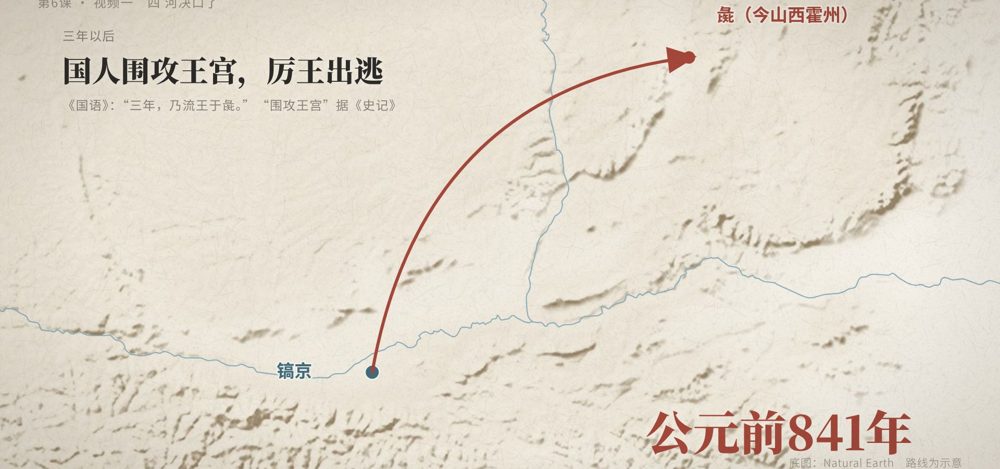 第6课 · 视频一 四 河决口了
彘（今山西霍州）
三年以后
国人围攻王宫，厉王出逃
《国语》：“三年，乃流王于彘。” “围攻王宫”据《史记》
镐京
公元前841年
底图：Natural Earth 路线为示意